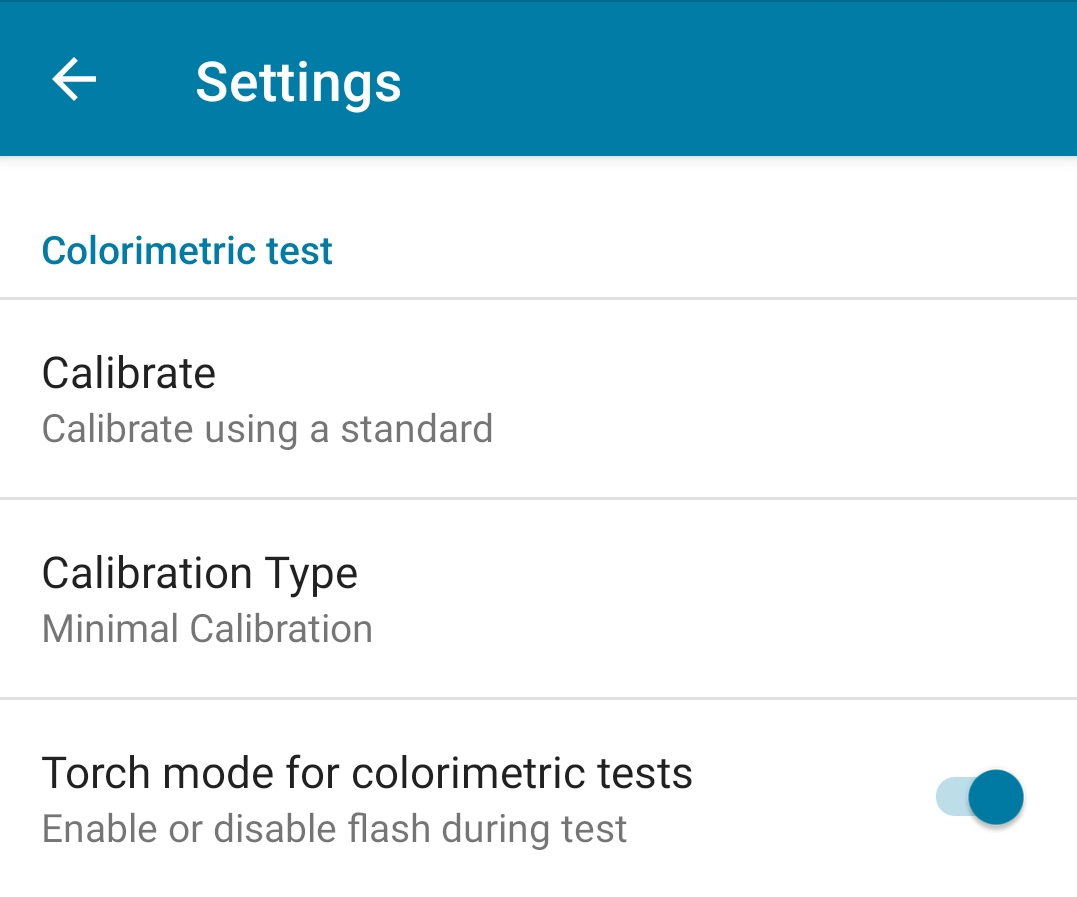 Settings
Colorimetric test
Calibrate
Calibrate using a standard
Calibration Type
Minimal Calibration
Torch mode for colorimetric tests
Enable or disable flash during test